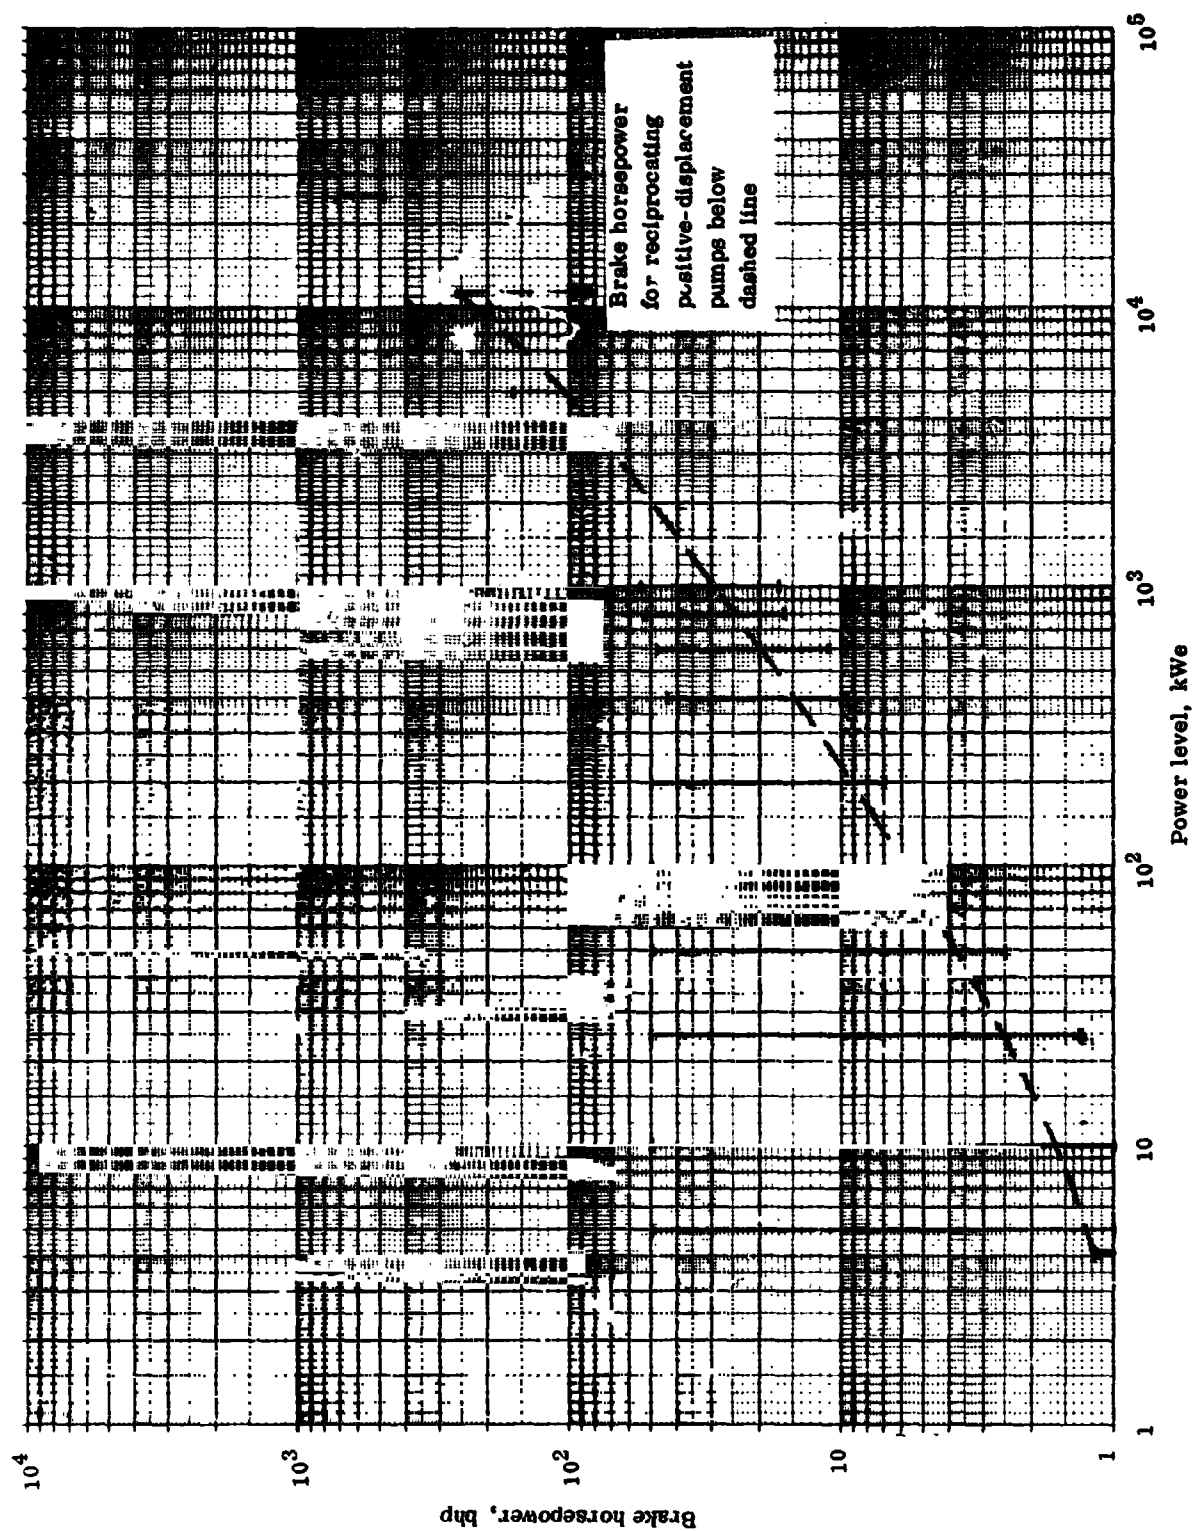 Brake horsepower, bhp
10⁴
10³
10²
10
1
Brake horsepower
for reciprocating
positive-displacement
pumps below
dashed line
1
10
10²
10³
10⁴
10⁵
Power level, kWe